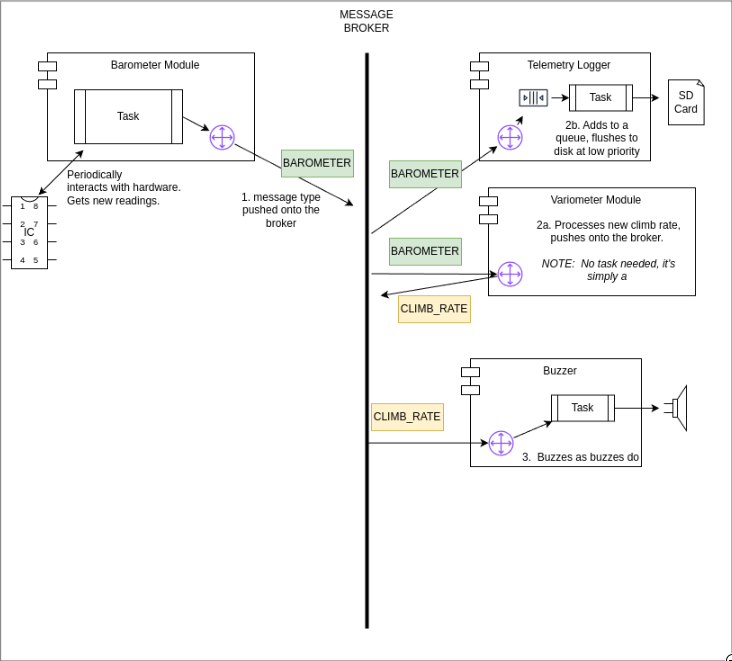 MESSAGE
BROKER
Barometer Module
Task
Periodically
interacts with hardware.
Gets new readings.
1 8
2 7
IC
3 6
4 5
BAROMETER
1. message type
pushed onto the
broker
Telemetry Logger
Task
SD
Card
2b. Adds to a
queue, flushes to
disk at low priority
BAROMETER
Variometer Module
2a. Processes new climb rate,
pushes onto the broker.
NOTE: No task needed, it's
simply a
BAROMETER
CLIMB_RATE
Buzzer
Task
CLIMB_RATE
3. Buzzes as buzzes do